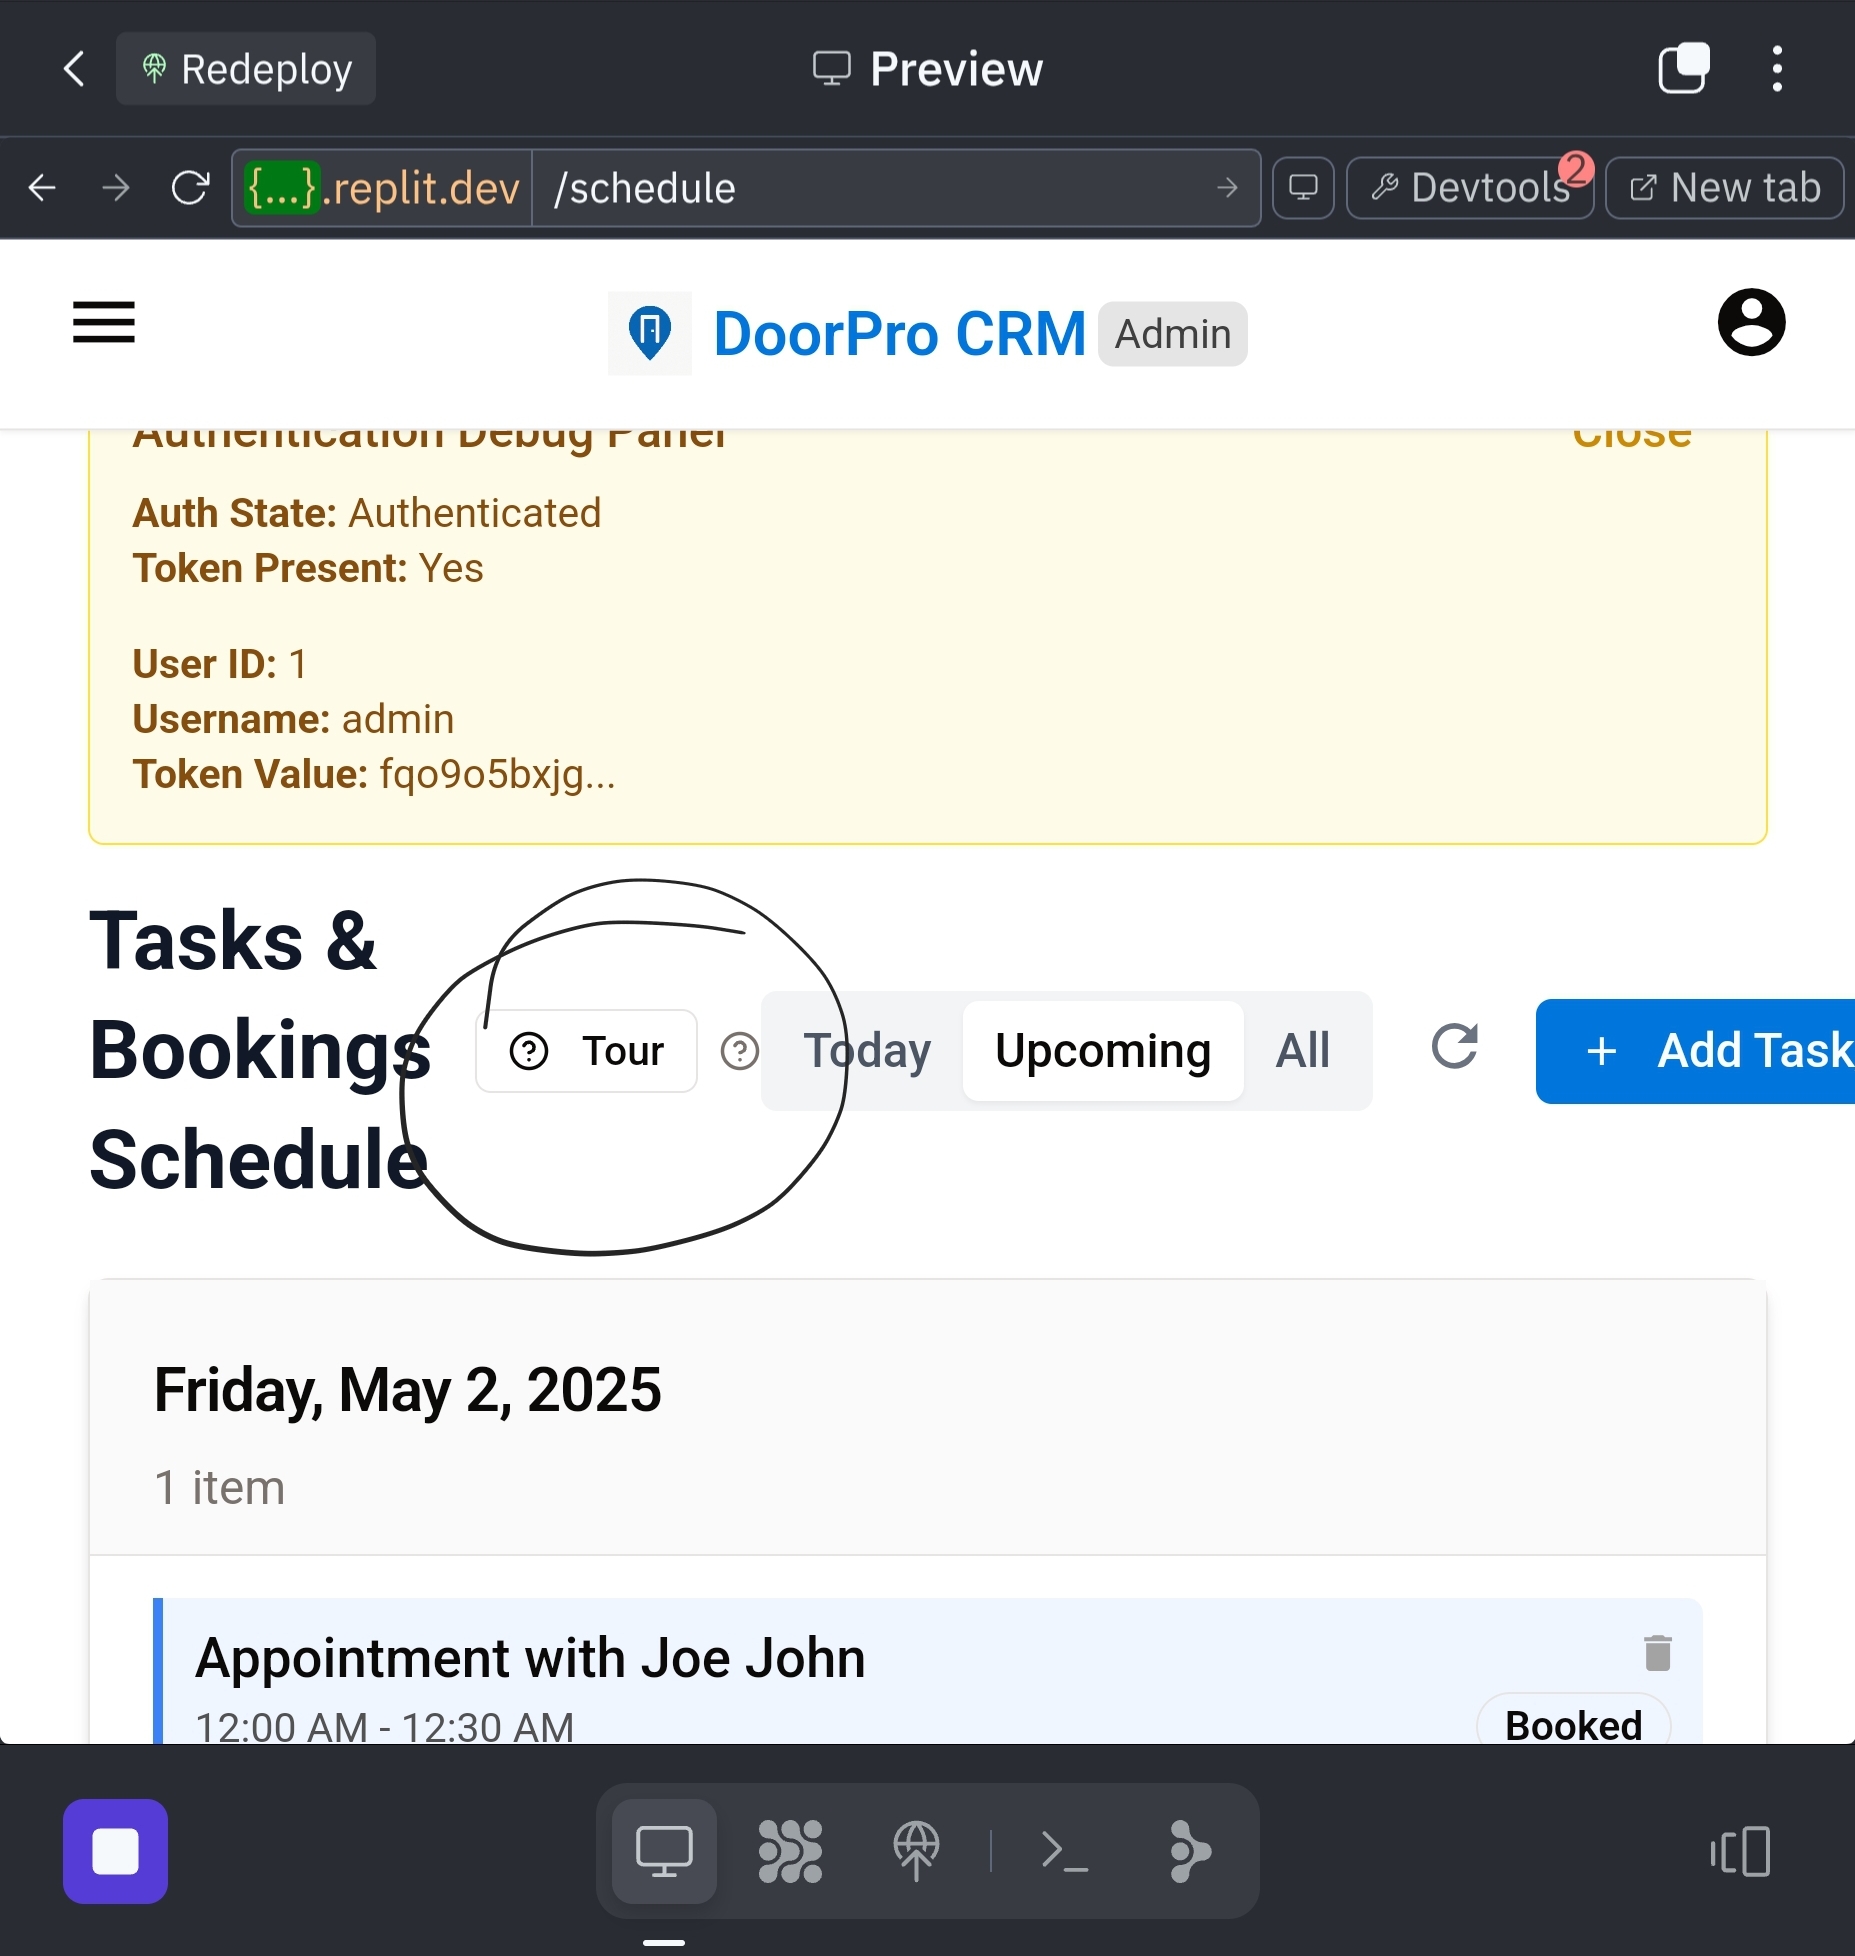 Redeploy
Preview
{...}.replit.dev
/schedule
Devtools
2
New tab
DoorPro CRM
Admin
Authentication Debug Panel
Close
Auth State: Authenticated
Token Present: Yes
User ID: 1
Username: admin
Token Value: fqo9o5bxjg...
Tasks &
Bookings
Schedule
Tour
Today
Upcoming
All
+ Add Task
Friday, May 2, 2025
1 item
Appointment with Joe John
12:00 AM - 12:30 AM
Booked